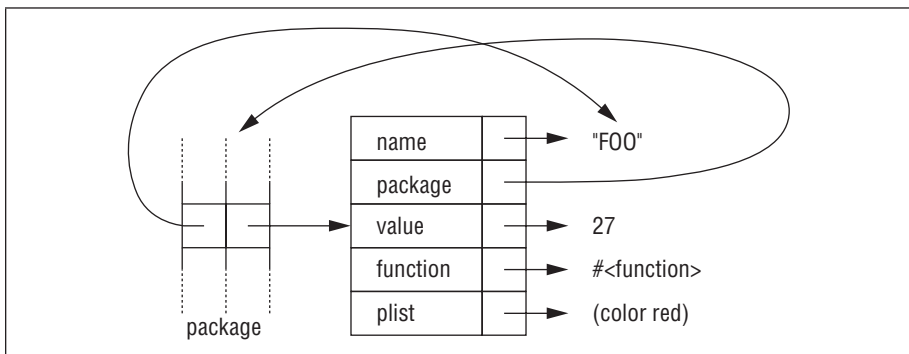 name "FOO"
package
value 27
function #<function>
plist (color red)
package